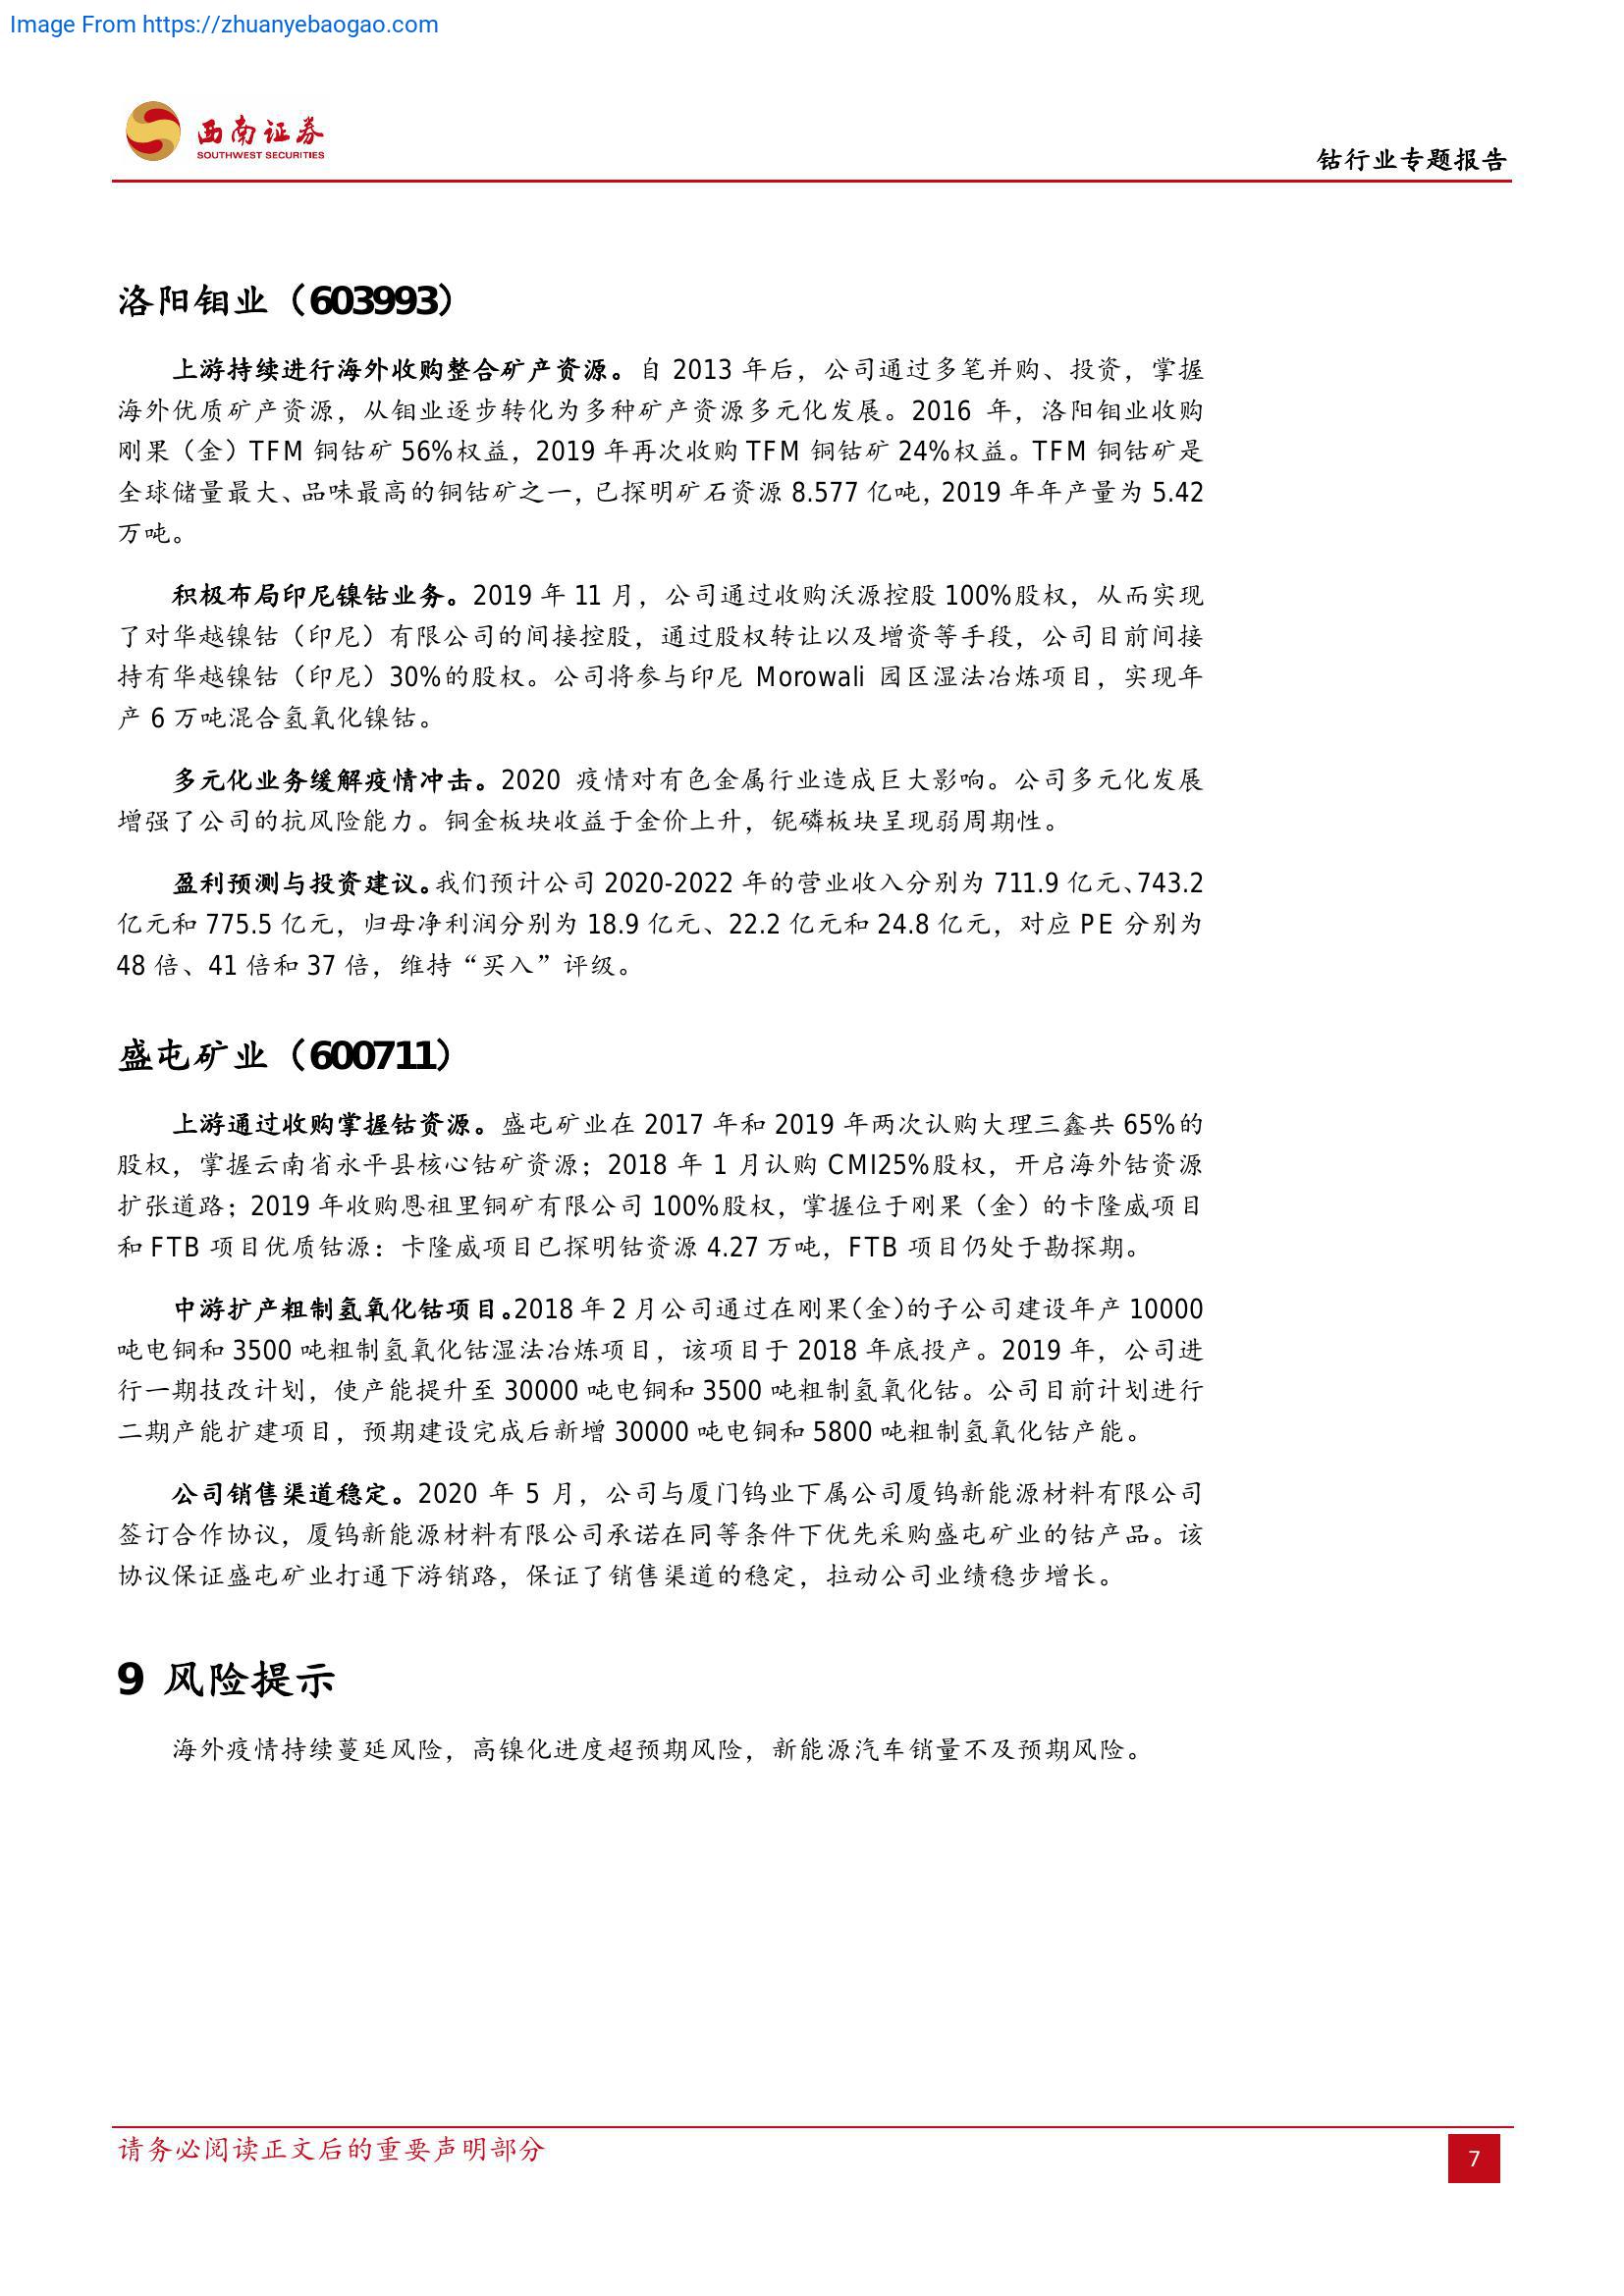 Image From https://zhuanyebaogao.com
西南证券
SOUTHWEST SECURITIES
钴行业专题报告
洛阳钼业（603993）
上游持续进行海外收购整合矿产资源。自 2013 年后，公司通过多笔并购、投资，掌握
海外优质矿产资源，从钼业逐步转化为多种矿产资源多元化发展。2016 年，洛阳钼业收购
刚果（金）TFM 铜钴矿 56%权益，2019 年再次收购 TFM 铜钴矿 24%权益。TFM 铜钴矿是
全球储量最大、品味最高的铜钴矿之一，已探明矿石资源 8.577 亿吨，2019 年年产量为 5.42
万吨。
积极布局印尼镍钴业务。2019 年 11 月，公司通过收购沃源控股 100%股权，从而实现
了对华越镍钴（印尼）有限公司的间接控股，通过股权转让以及增资等手段，公司目前间接
持有华越镍钴（印尼）30%的股权。公司将参与印尼 Morowali 园区湿法冶炼项目，实现年
产 6 万吨混合氢氧化镍钴。
多元化业务缓解疫情冲击。2020 疫情对有色金属行业造成巨大影响。公司多元化发展
增强了公司的抗风险能力。铜金板块收益于金价上升，铌磷板块呈现弱周期性。
盈利预测与投资建议。我们预计公司 2020-2022 年的营业收入分别为 711.9 亿元、743.2
亿元和 775.5 亿元，归母净利润分别为 18.9 亿元、22.2 亿元和 24.8 亿元，对应 PE 分别为
48 倍、41 倍和 37 倍，维持“买入”评级。
盛屯矿业（600711）
上游通过收购掌握钴资源。盛屯矿业在 2017 年和 2019 年两次认购大理三鑫共 65%的
股权，掌握云南省永平县核心钴矿资源；2018 年 1 月认购 CMI25%股权，开启海外钴资源
扩张道路；2019 年收购恩祖里铜矿有限公司 100%股权，掌握位于刚果（金）的卡隆威项目
和 FTB 项目优质钴源：卡隆威项目已探明钴资源 4.27 万吨，FTB 项目仍处于勘探期。
中游扩产粗制氢氧化钴项目。2018 年 2 月公司通过在刚果（金）的子公司建设年产 10000
吨电铜和 3500 吨粗制氢氧化钴湿法冶炼项目，该项目于 2018 年底投产。2019 年，公司进
行一期技改计划，使产能提升至 30000 吨电铜和 3500 吨粗制氢氧化钴。公司目前计划进行
二期产能扩建项目，预期建设完成后新增 30000 吨电铜和 5800 吨粗制氢氧化钴产能。
公司销售渠道稳定。2020 年 5 月，公司与厦门钨业下属公司厦钨新能源材料有限公司
签订合作协议，厦钨新能源材料有限公司承诺在同等条件下优先采购盛屯矿业的钴产品。该
协议保证盛屯矿业打通下游销路，保证了销售渠道的稳定，拉动公司业绩稳步增长。
9 风险提示
海外疫情持续蔓延风险，高镍化进度超预期风险，新能源汽车销量不及预期风险。
请务必阅读正文后的重要声明部分
7